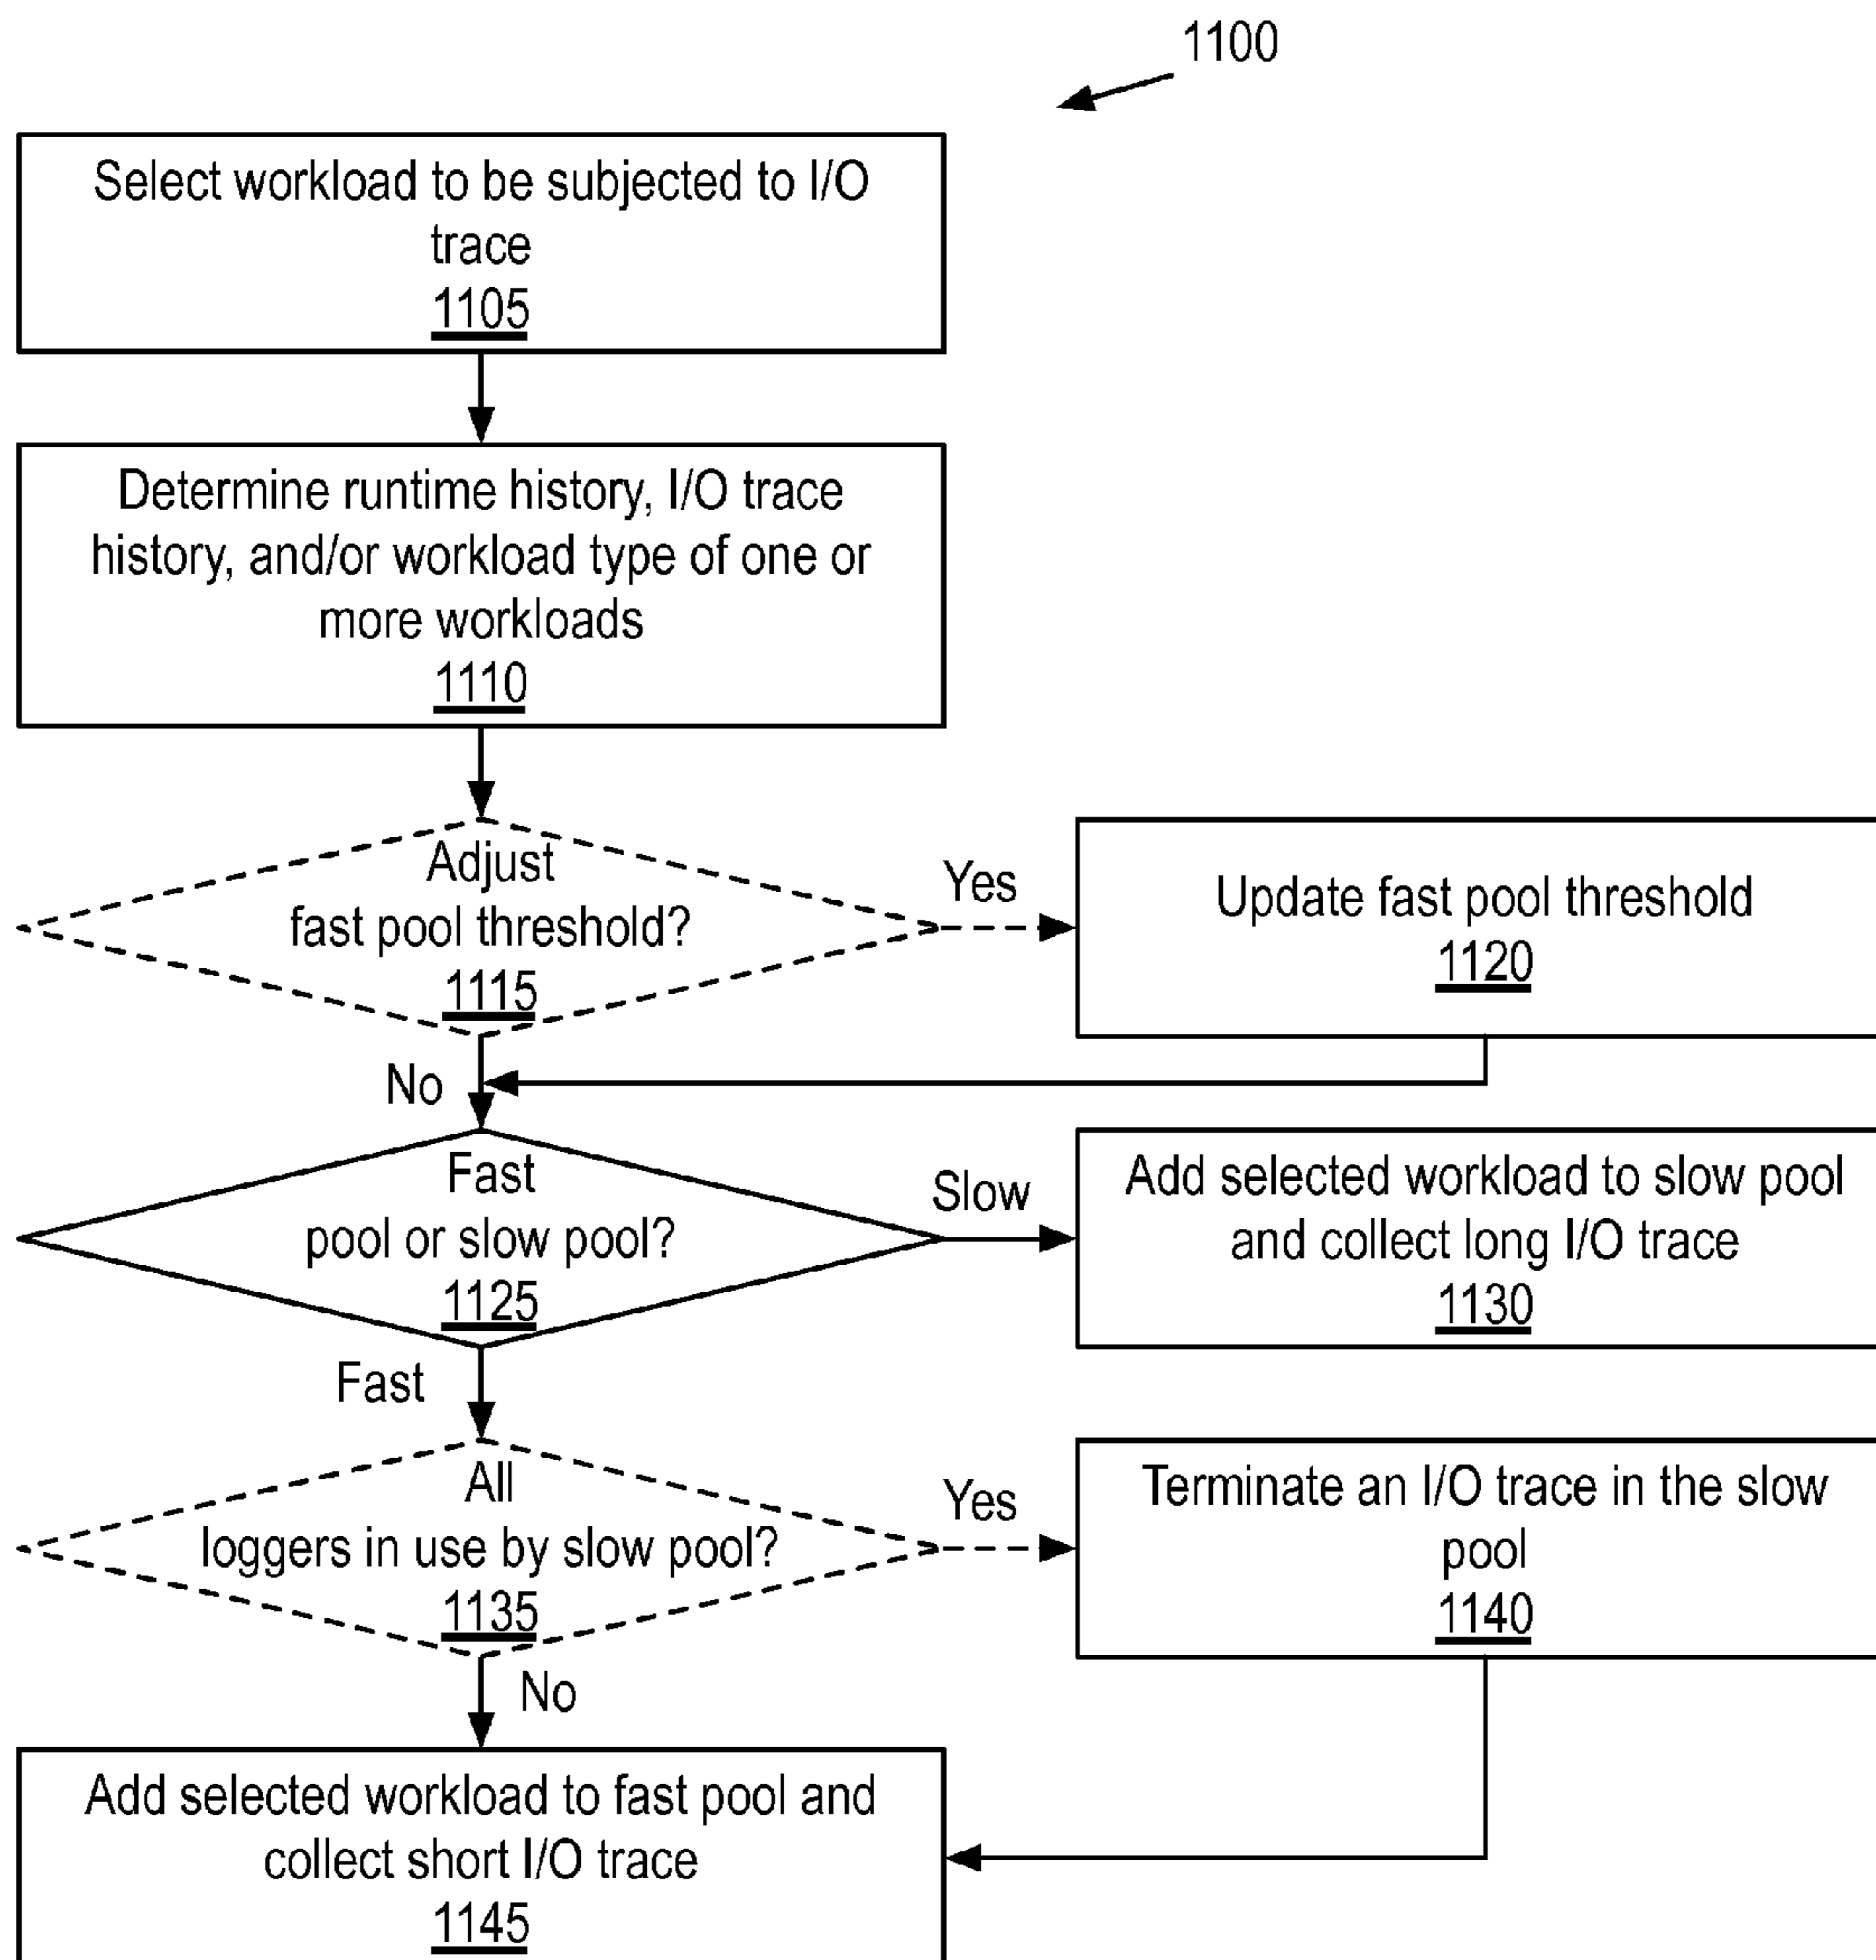 1100
Select workload to be subjected to I/O
trace
1105
Determine runtime history, I/O trace
history, and/or workload type of one or
more workloads
1110
Adjust
fast pool threshold?
1115
Yes
Update fast pool threshold
1120
No
Fast
pool or slow pool?
1125
Slow
Add selected workload to slow pool
and collect long I/O trace
1130
Fast
All
loggers in use by slow pool?
1135
Yes
Terminate an I/O trace in the slow
pool
1140
No
Add selected workload to fast pool and
collect short I/O trace
1145